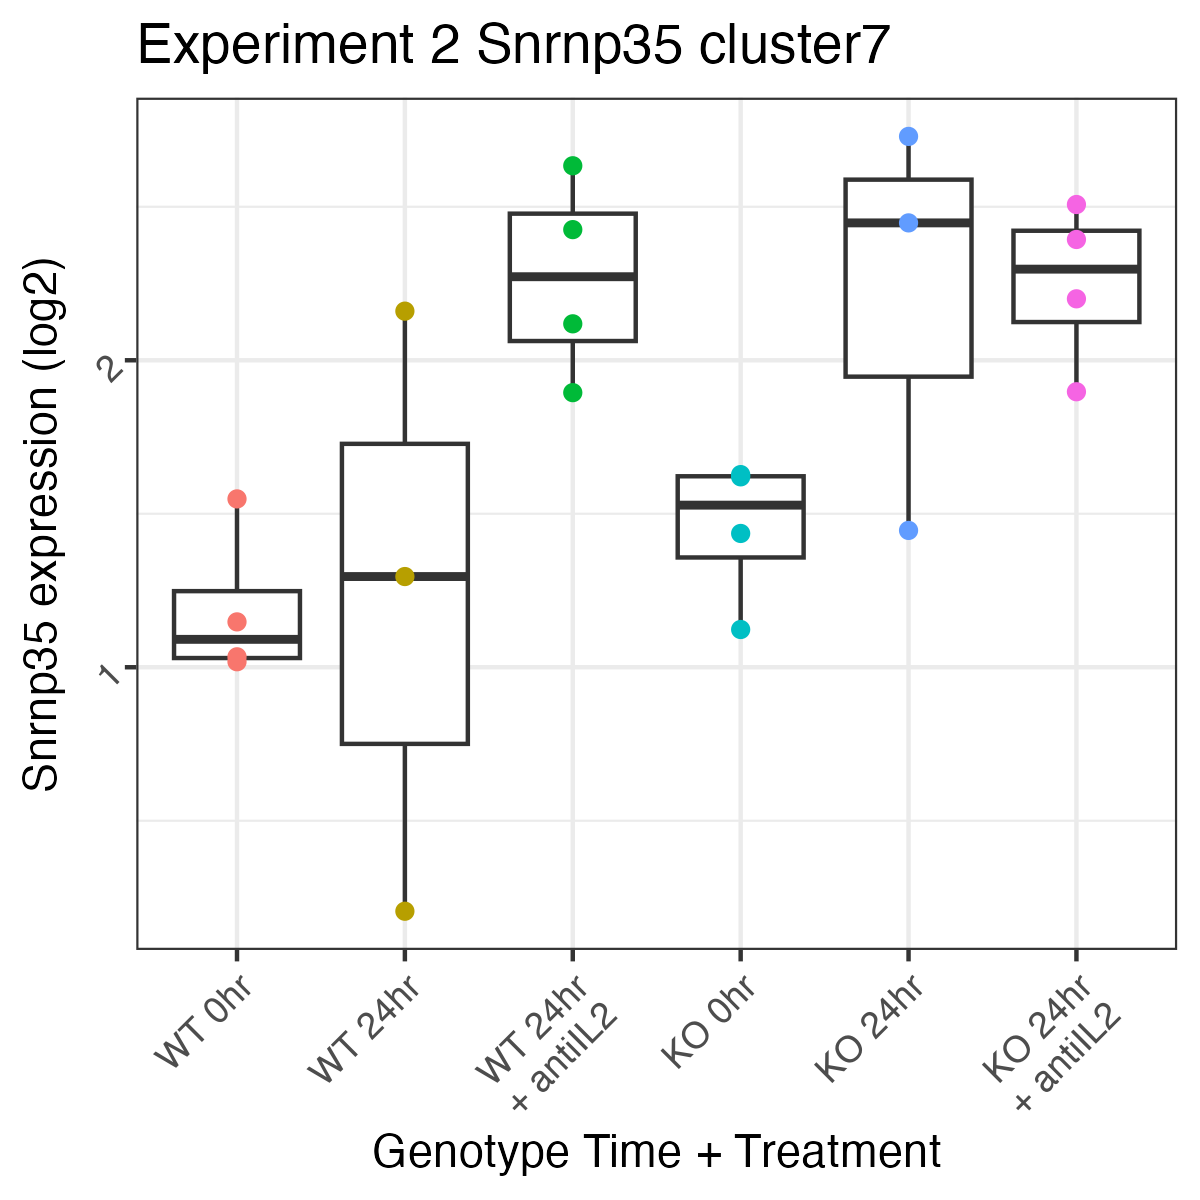 Experiment 2 Snrnp35 cluster7
Snrnp35 expression (log2)
2
1
WT 0hr
WT 24hr
WT 24hr
+ antiIL2
KO 0hr
KO 24hr
KO 24hr
+ antiIL2
Genotype Time + Treatment